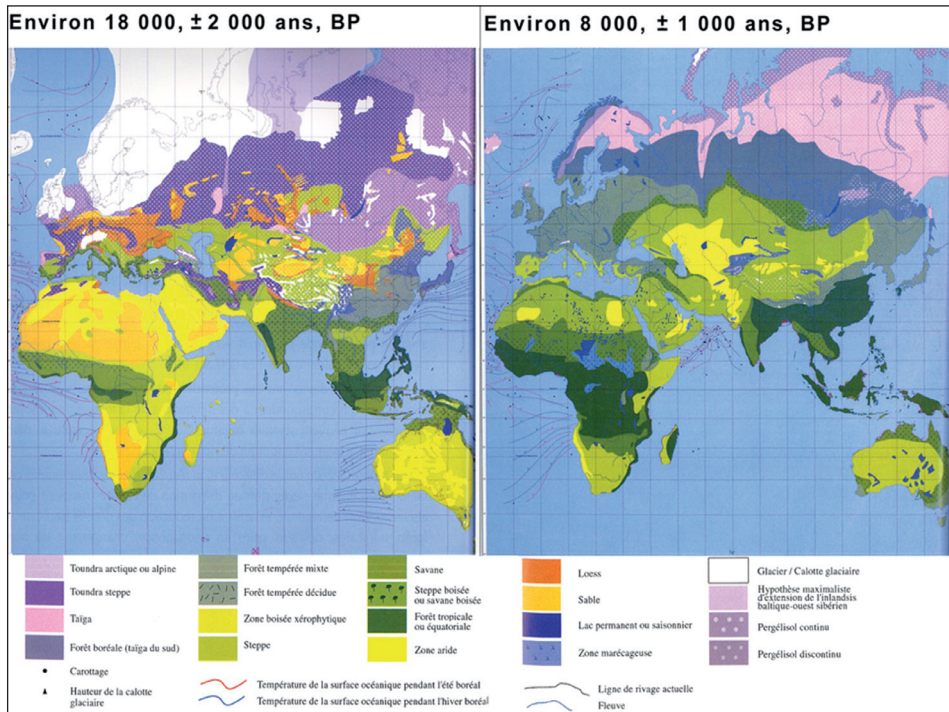 Environ 18 000, ± 2 000 ans, BP
Environ 8 000, ± 1 000 ans, BP
Toundra arctique ou alpine
Toundra steppe
Taïga
Forêt boréale (taïga du sud)
Carottage
Hauteur de la calotte
glaciaire
Forêt tempérée mixte
Forêt tempérée décidue
Zone boisée xérophytique
Steppe
Savane
Steppe boisée
ou savane boisée
Forêt tropicale
ou équatoriale
Zone aride
Température de la surface océanique pendant l'été boréal
Température de la surface océanique pendant l'hiver boréal
Loess
Sable
Lac permanent ou saisonnier
Zone marécageuse
Glacier / Calotte glaciaire
Hypothèse maximaliste
d'extension de l'inlandsis
baltique-ouest sibérien
Pergélisol continu
Pergélisol discontinu
Ligne de rivage actuelle
Fleuve